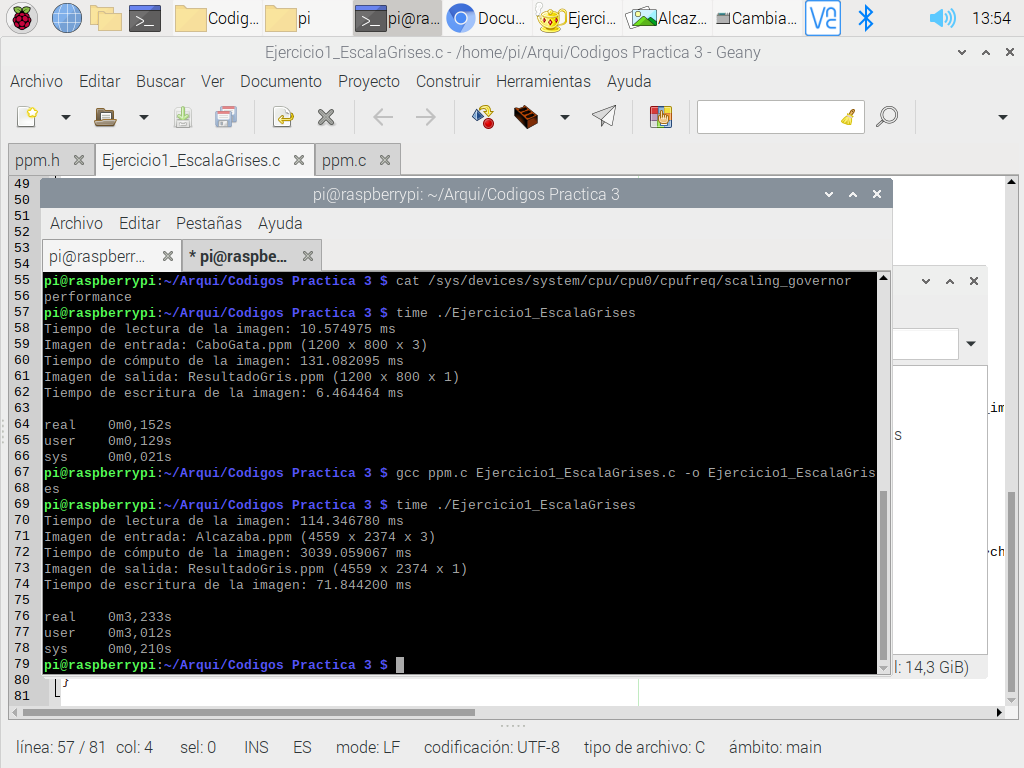 Codig...
pi
pi@ra...
Docu...
Ejerci...
Alcaz...
Cambia...
13:54
Ejercicio1_EscalaGrises.c - /home/pi/Arqui/Codigos Practica 3 - Geany
Archivo Editar Buscar Ver Documento Proyecto Construir Herramientas Ayuda
ppm.h
Ejercicio1_EscalaGrises.c
ppm.c
49
50
51
52
53
54
55
56
57
58
59
60
61
62
63
64
65
66
67
68
69
70
71
72
73
74
75
76
77
78
79
80
81
pi@raspberrypi: ~/Arqui/Codigos Practica 3
Archivo Editar Pestañas Ayuda
pi@raspberr...
* pi@raspbe...
pi@raspberrypi:~/Arqui/Codigos Practica 3 $ cat /sys/devices/system/cpu/cpu0/cpufreq/scaling_governor
performance
pi@raspberrypi:~/Arqui/Codigos Practica 3 $ time ./Ejercicio1_EscalaGrises
Tiempo de lectura de la imagen: 10.574975 ms
Imagen de entrada: CaboGata.ppm (1200 x 800 x 3)
Tiempo de cómputo de la imagen: 131.082095 ms
Imagen de salida: ResultadoGris.ppm (1200 x 800 x 1)
Tiempo de escritura de la imagen: 6.464464 ms
real 0m0,152s
user 0m0,129s
sys 0m0,021s
pi@raspberrypi:~/Arqui/Codigos Practica 3 $ gcc ppm.c Ejercicio1_EscalaGrises.c -o Ejercicio1_EscalaGris
es
pi@raspberrypi:~/Arqui/Codigos Practica 3 $ time ./Ejercicio1_EscalaGrises
Tiempo de lectura de la imagen: 114.346780 ms
Imagen de entrada: Alcazaba.ppm (4559 x 2374 x 3)
Tiempo de cómputo de la imagen: 3039.059067 ms
Imagen de salida: ResultadoGris.ppm (4559 x 2374 x 1)
Tiempo de escritura de la imagen: 71.844200 ms
real 0m3,233s
user 0m3,012s
sys 0m0,210s
pi@raspberrypi:~/Arqui/Codigos Practica 3 $
_im
s
ech
l: 14,3 GiB)
}
línea: 57 / 81 col: 4 sel: 0 INS ES mode: LF codificación: UTF-8 tipo de archivo: C ámbito: main